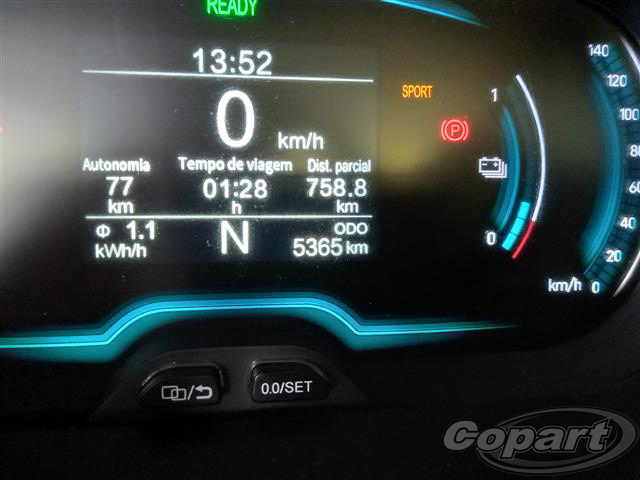 READY
13:52
SPORT
0 km/h
P
Autonomia Tempo de viagem Dist. parcial
77 01:28 758.8
km h km
Φ 1.1 N ODO
kWh/h 5365 km
1
0
140
120
100
80
60
40
20
0
km/h
0.0/SET
Copart